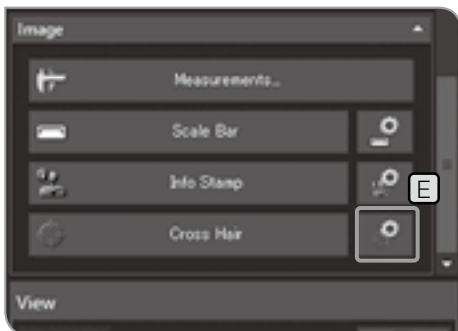 Image
Measurements...
Scale Bar
Info Stamp
E
Cross Hair
View